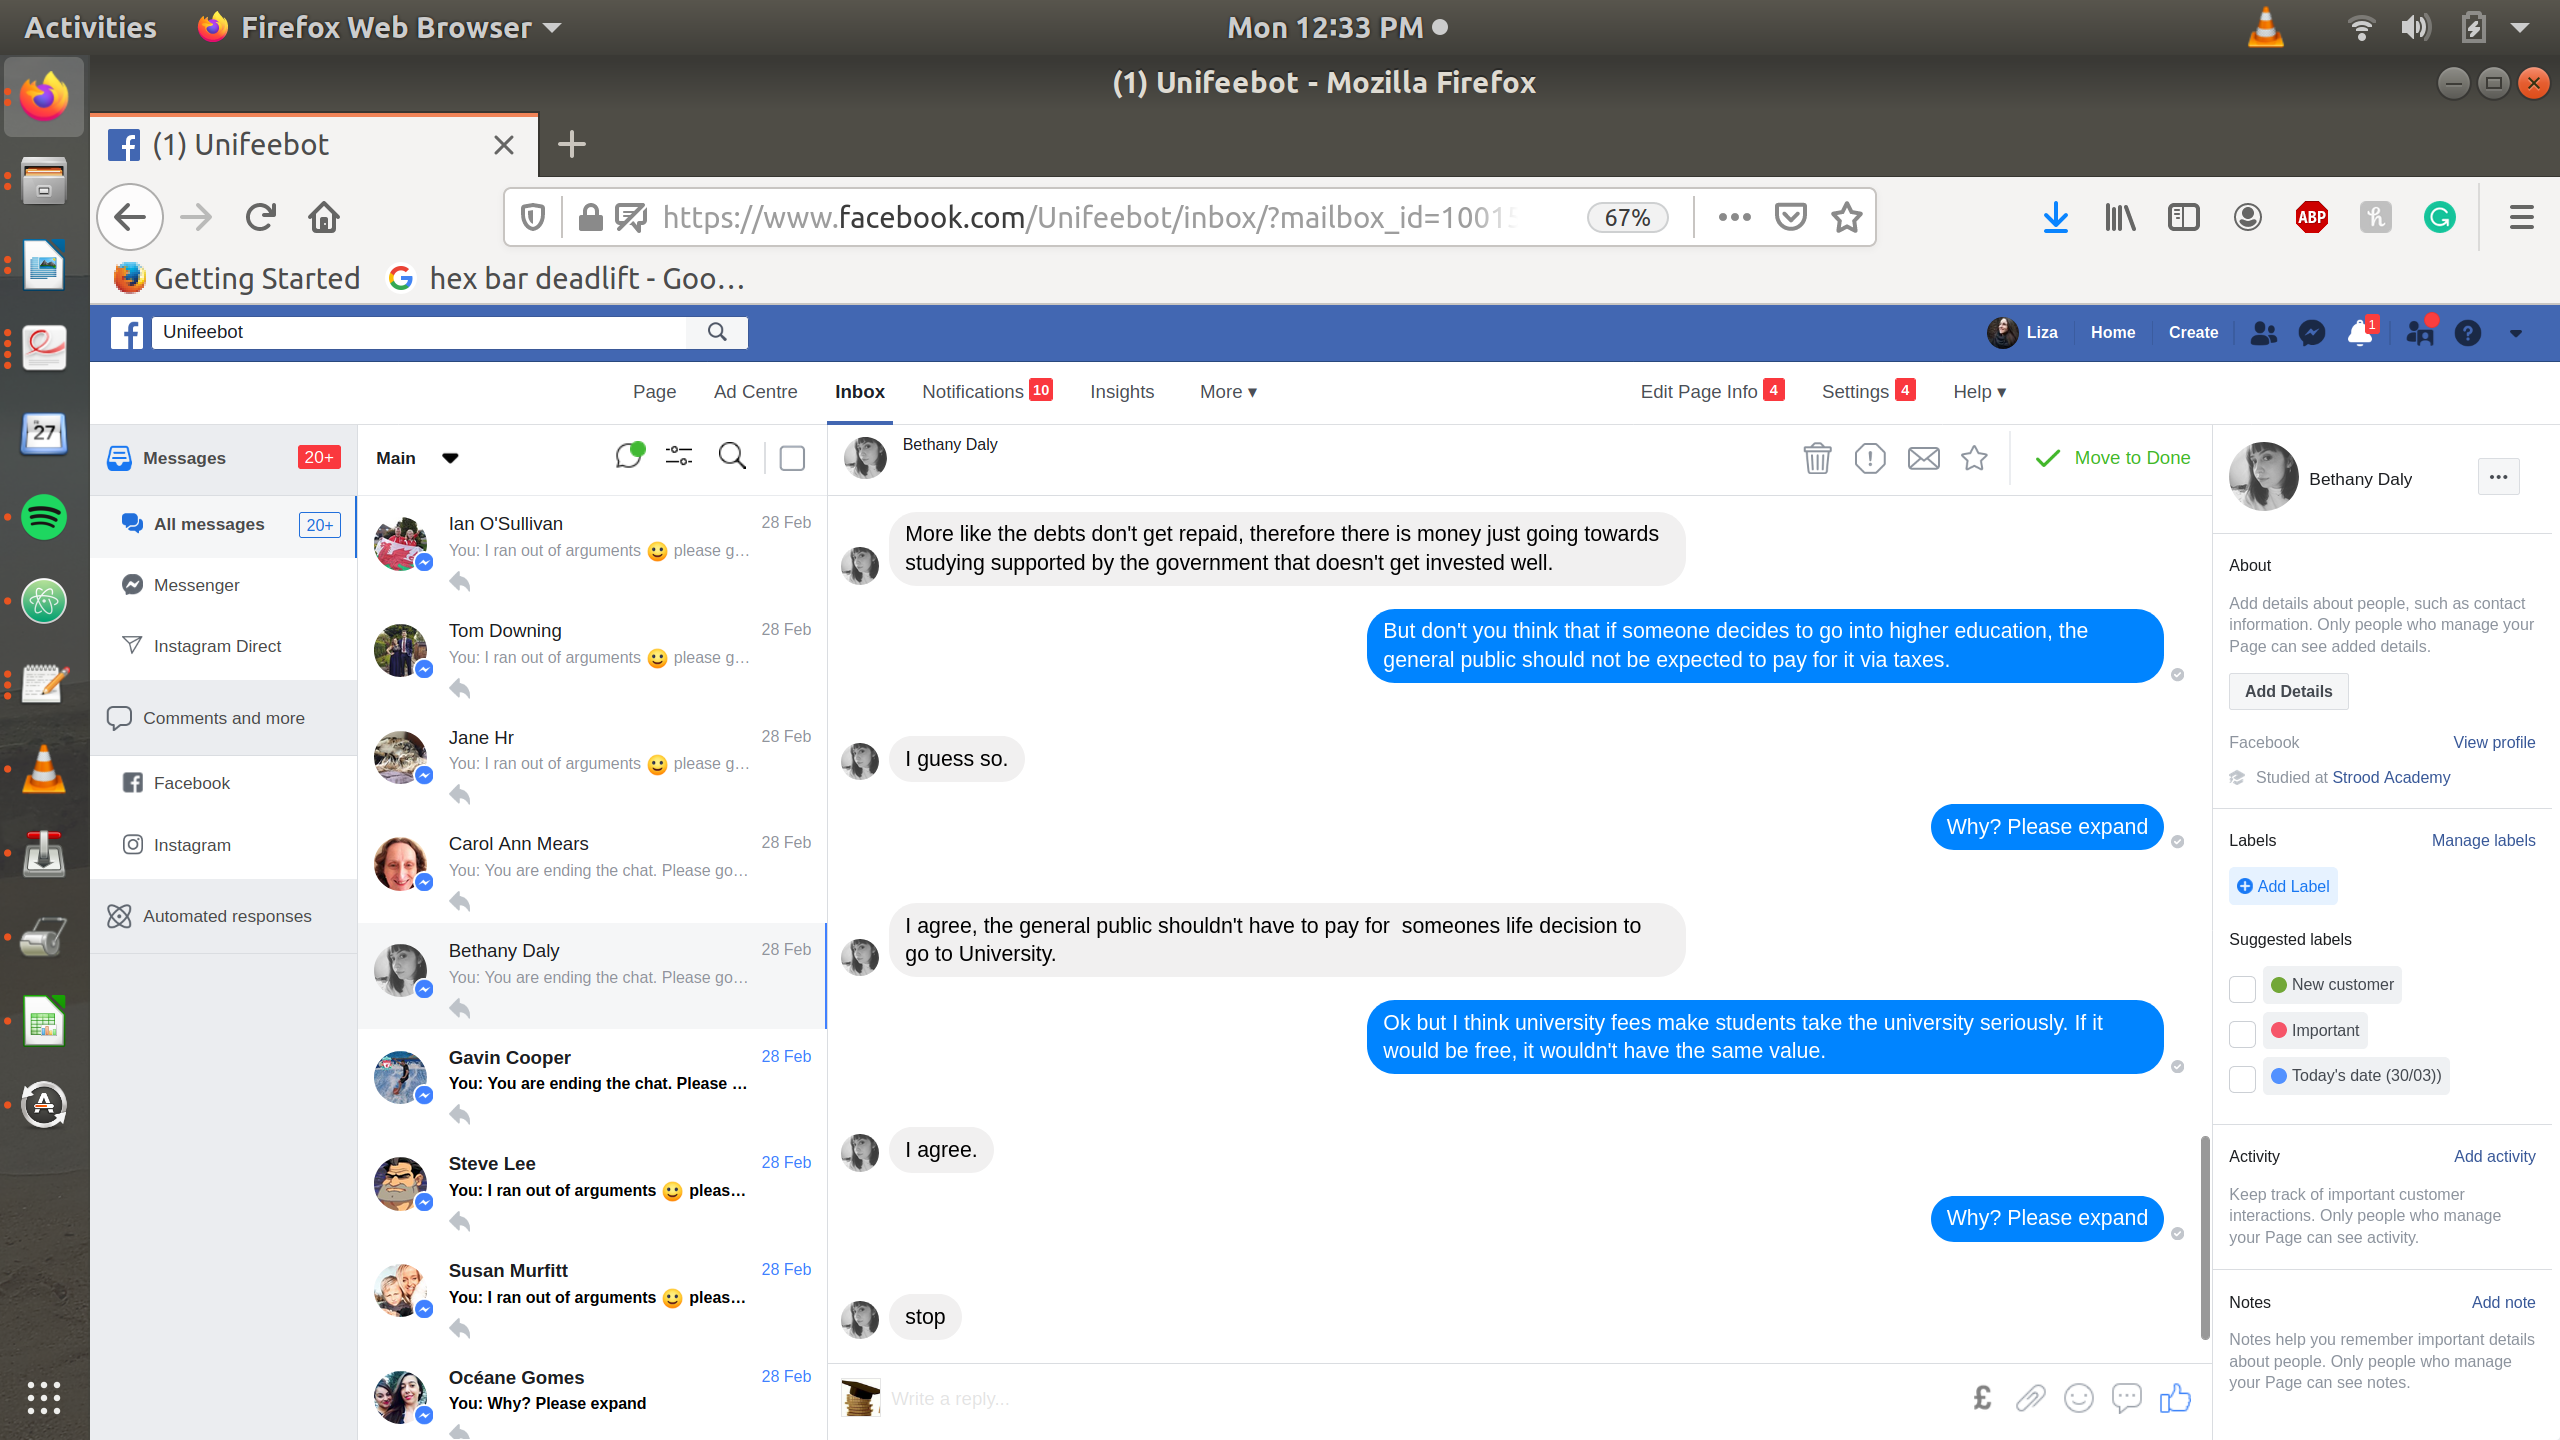 Activities
Firefox Web Browser
Mon 12:33 PM
(1) Unifeebot - Mozilla Firefox
(1) Unifeebot
https://www.facebook.com/Unifeebot/inbox/?mailbox_id=10015
67%
ABP
Getting Started
hex bar deadlift - Goo…
Unifeebot
Liza
Home
Create
1
Page
Ad Centre
Inbox
Notifications 10
Insights
More ▾
Edit Page Info 4
Settings 4
Help ▾
27
Messages 20+
All messages 20+
Messenger
Instagram Direct
Comments and more
Facebook
Instagram
Automated responses
Main
Ian O'Sullivan 28 Feb
You: I ran out of arguments 🙂 please g…
Tom Downing 28 Feb
You: I ran out of arguments 🙂 please g…
Jane Hr 28 Feb
You: I ran out of arguments 🙂 please g…
Carol Ann Mears 28 Feb
You: You are ending the chat. Please go…
Bethany Daly 28 Feb
You: You are ending the chat. Please go…
Gavin Cooper 28 Feb
You: You are ending the chat. Please …
Steve Lee 28 Feb
You: I ran out of arguments 🙂 pleas…
Susan Murfitt 28 Feb
You: I ran out of arguments 🙂 pleas…
Océane Gomes 28 Feb
You: Why? Please expand
Bethany Daly
Move to Done
More like the debts don't get repaid, therefore there is money just going towards
studying supported by the government that doesn't get invested well.
But don't you think that if someone decides to go into higher education, the
general public should not be expected to pay for it via taxes.
I guess so.
Why? Please expand
I agree, the general public shouldn't have to pay for  someones life decision to
go to University.
Ok but I think university fees make students take the university seriously. If it
would be free, it wouldn't have the same value.
I agree.
Why? Please expand
stop
Write a reply...
£
Bethany Daly
About
Add details about people, such as contact
information. Only people who manage your
Page can see added details.
Add Details
Facebook View profile
Studied at Strood Academy
Labels Manage labels
Add Label
Suggested labels
New customer
Important
Today's date (30/03))
Activity Add activity
Keep track of important customer
interactions. Only people who manage
your Page can see activity.
Notes Add note
Notes help you remember important details
about people. Only people who manage
your Page can see notes.